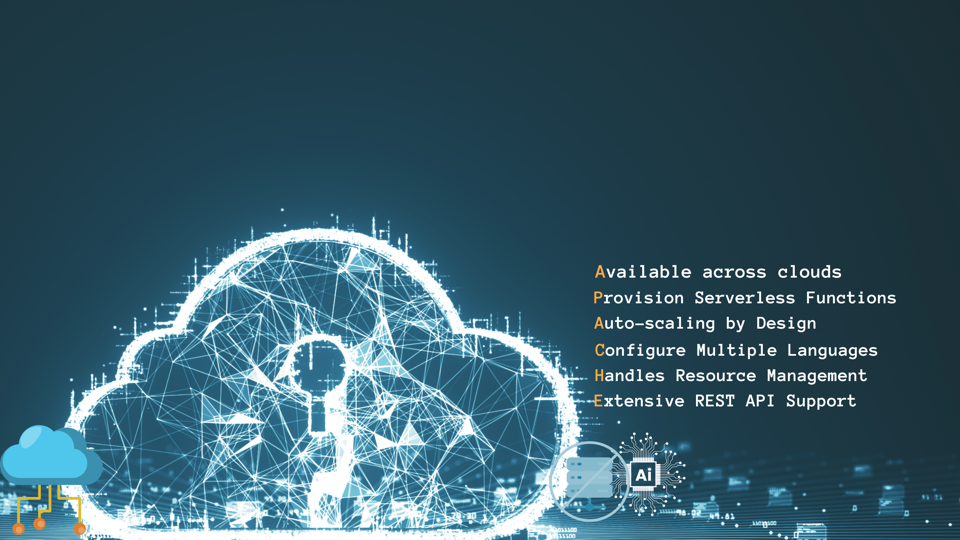 Available across clouds
Provision Serverless Functions
Auto-scaling by Design
Configure Multiple Languages
Handles Resource Management
Extensive REST API Support
Ai